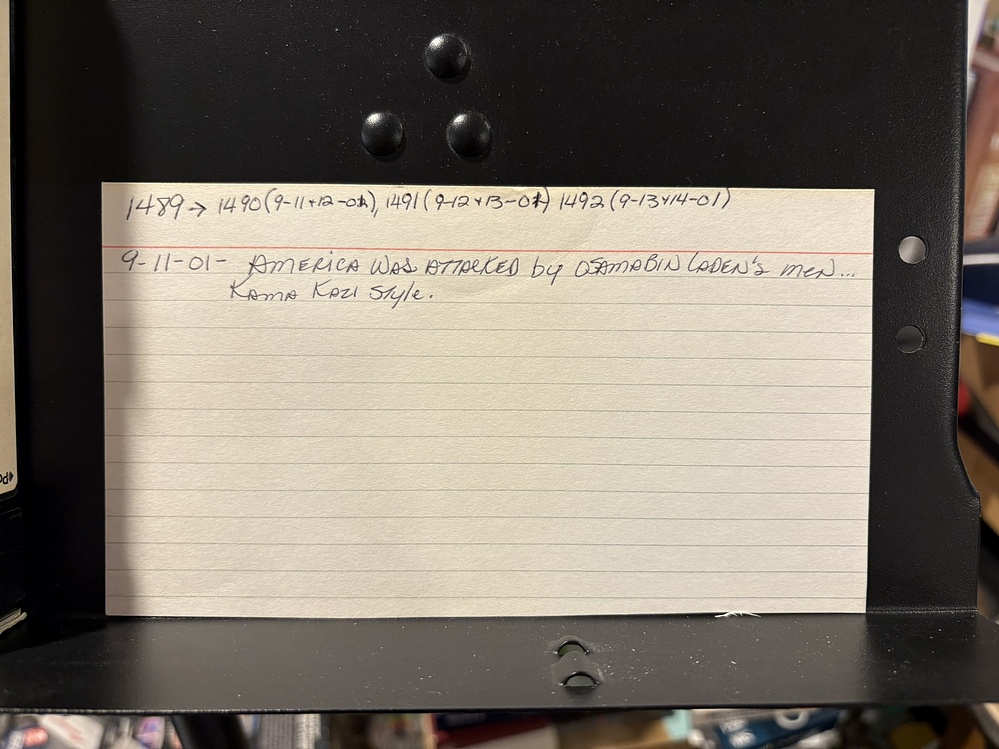 1489→ 1490(9-11+12-01), 1491(9-12+13-01) 1492(9-13+14-01)
9-11-01- AMERICA WAS ATTACKED by OSAMA BIN LADEN'S MEN...
KAMA KAZI Style.